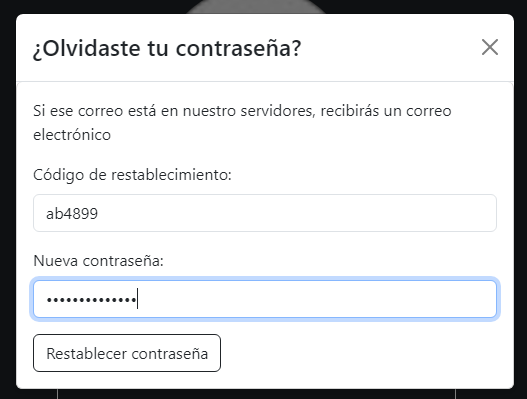 ¿Olvidaste tu contraseña?
Si ese correo está en nuestro servidores, recibirás un correo
electrónico
Código de restablecimiento:
ab4899
Nueva contraseña:
••••••••••••••
Restablecer contraseña